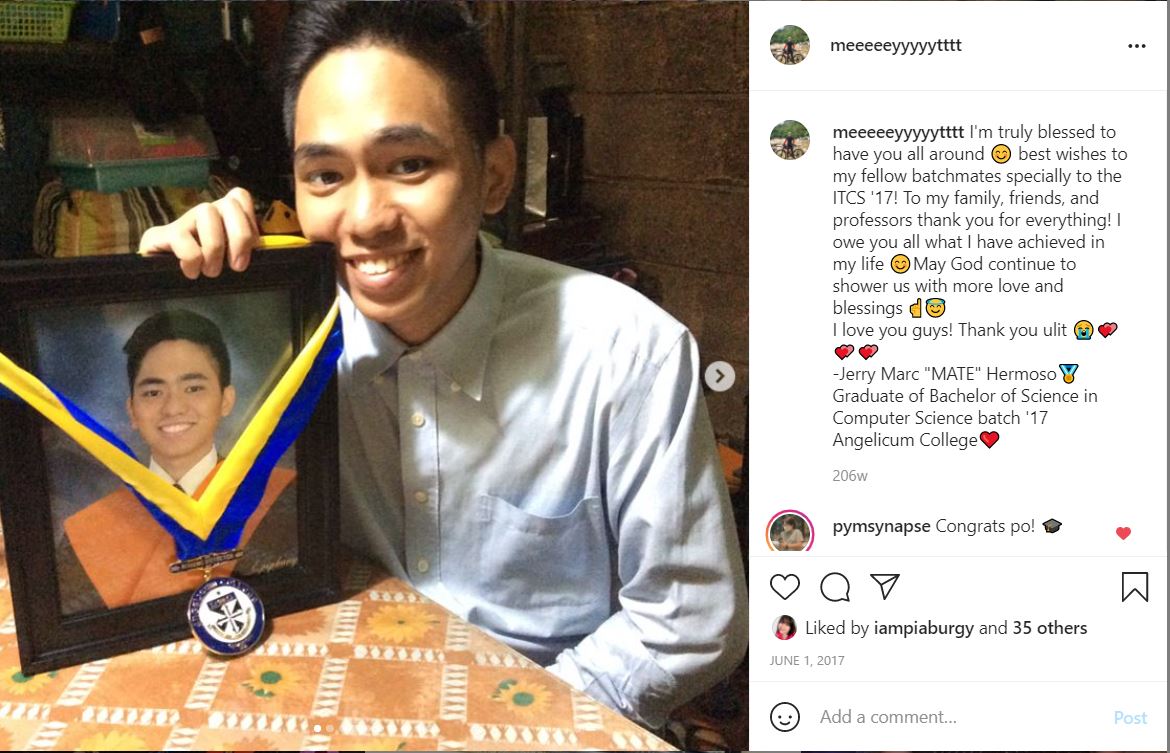 meeeeeyyyyytttt
meeeeeyyyyytttt I'm truly blessed to
have you all around 😊 best wishes to
my fellow batchmates specially to the
ITCS '17! To my family, friends, and
professors thank you for everything! I
owe you all what I have achieved in
my life 😊May God continue to
shower us with more love and
blessings ☝😇
I love you guys! Thank you ulit 😭💕
💕💕
-Jerry Marc "MATE" Hermoso🏅
Graduate of Bachelor of Science in
Computer Science batch '17
Angelicum College❤
206w
pymsynapse Congrats po! 🎓
Liked by iampiaburgy and 35 others
JUNE 1, 2017
Add a comment...
Post